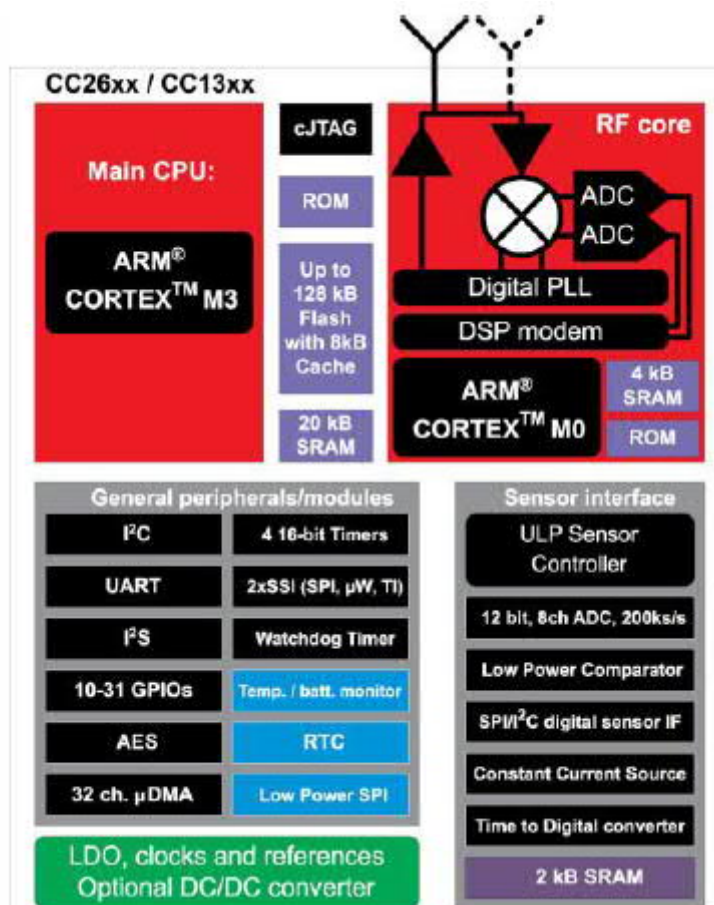 CC26xx / CC13xx
Main CPU:
ARM®
CORTEX™ M3
cJTAG
ROM
Up to
128 kB
Flash
with 8kB
Cache
20 kB
SRAM
RF core
ADC
ADC
Digital PLL
DSP modem
ARM®
CORTEX™ M0
4 kB
SRAM
ROM
General peripherals/modules
I²C
4 16-bit Timers
UART
2xSSI (SPI, µW, TI)
I²S
Watchdog Timer
10-31 GPIOs
Temp. / batt. monitor
AES
RTC
32 ch. µDMA
Low Power SPI
LDO, clocks and references
Optional DC/DC converter
Sensor interface
ULP Sensor
Controller
12 bit, 8ch ADC, 200ks/s
Low Power Comparator
SPI/I²C digital sensor IF
Constant Current Source
Time to Digital converter
2 kB SRAM